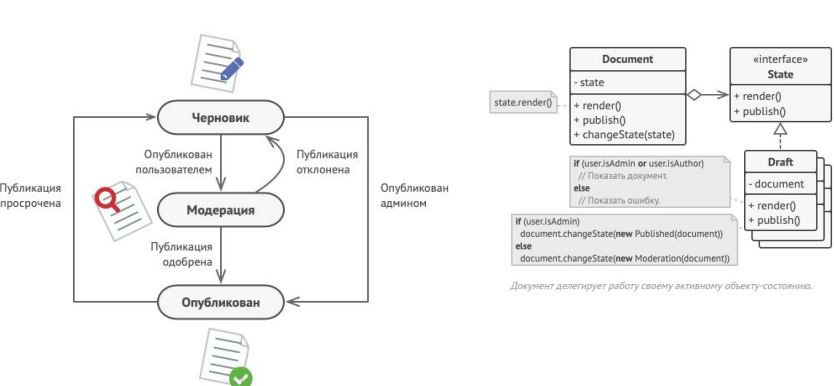 Черновик
Опубликован
пользователем
Публикация
отклонена
Публикация
просрочена
Опубликован
админом
Модерация
Публикация
одобрена
Опубликован
Document
- state
+ render()
+ publish()
+ changeState(state)
state.render()
«interface»
State
+ render()
+ publish()
Draft
- document
+ render()
+ publish()
if (user.isAdmin or user.isAuthor)
// Показать документ.
else
// Показать ошибку.
if (user.isAdmin)
document.changeState(new Published(document))
else
document.changeState(new Moderation(document))
Документ делегирует работу своему активному объекту-состоянию.